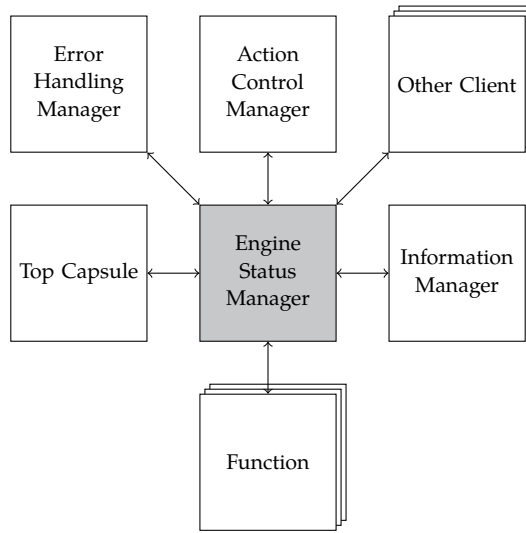 Error
Handling
Manager
Action
Control
Manager
Other Client
Top Capsule
Engine
Status
Manager
Information
Manager
Function